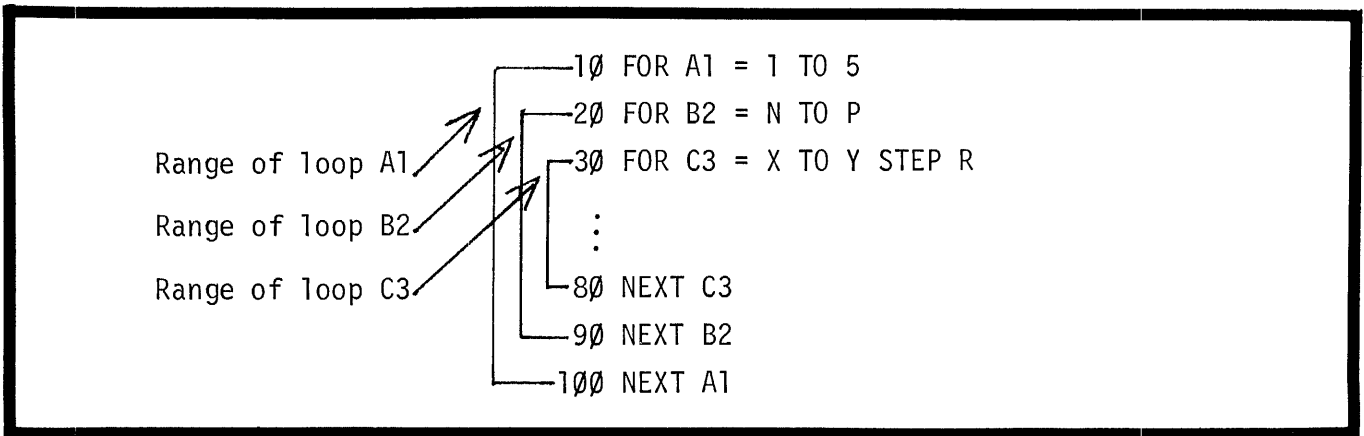 10 FOR A1 = 1 TO 5
20 FOR B2 = N TO P
Range of loop A1
30 FOR C3 = X TO Y STEP R
Range of loop B2
⋮
Range of loop C3
80 NEXT C3
90 NEXT B2
100 NEXT A1